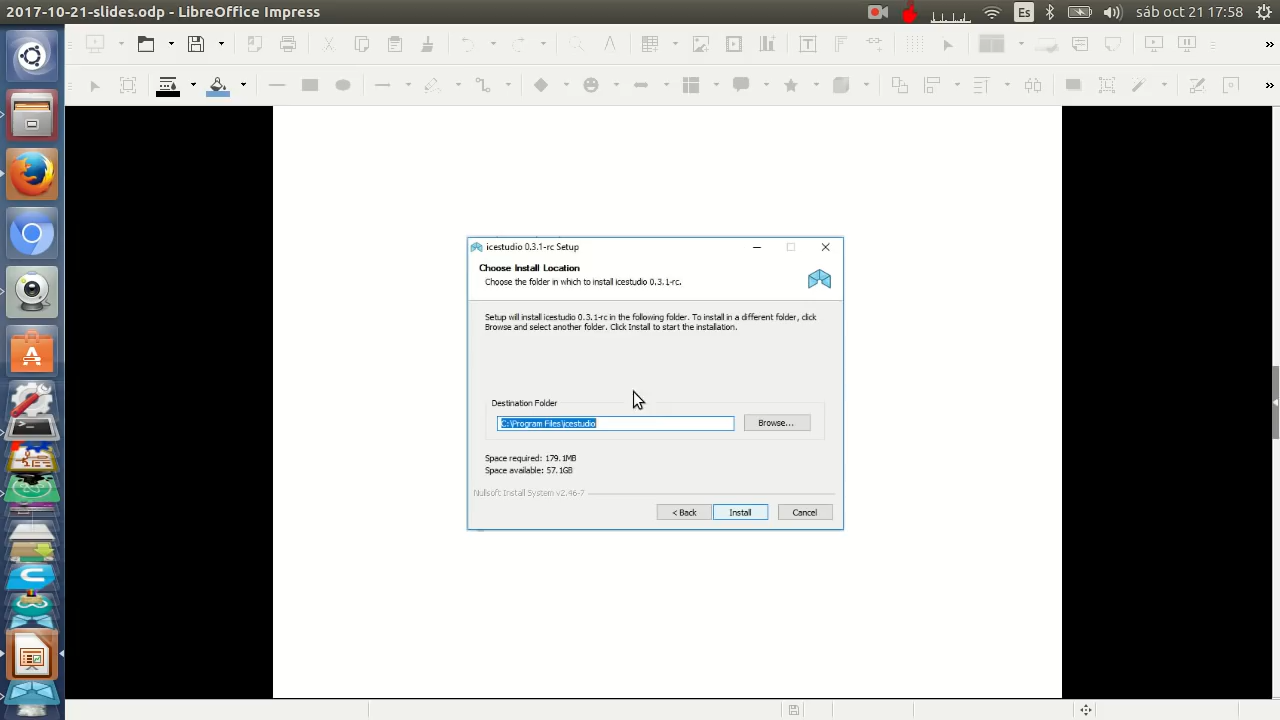 2017-10-21-slides.odp - LibreOffice Impress
Es
sáb oct 21 17:58
icestudio 0.3.1-rc Setup
Choose Install Location
Choose the folder in which to install icestudio 0.3.1-rc.
Setup will install icestudio 0.3.1-rc in the following folder. To install in a different folder, click
Browse and select another folder. Click Install to start the installation.
Destination Folder
C:\Program Files\icestudio
Browse...
Space required: 179.1MB
Space available: 57.1GB
Nullsoft Install System v2.46-7
< Back
Install
Cancel